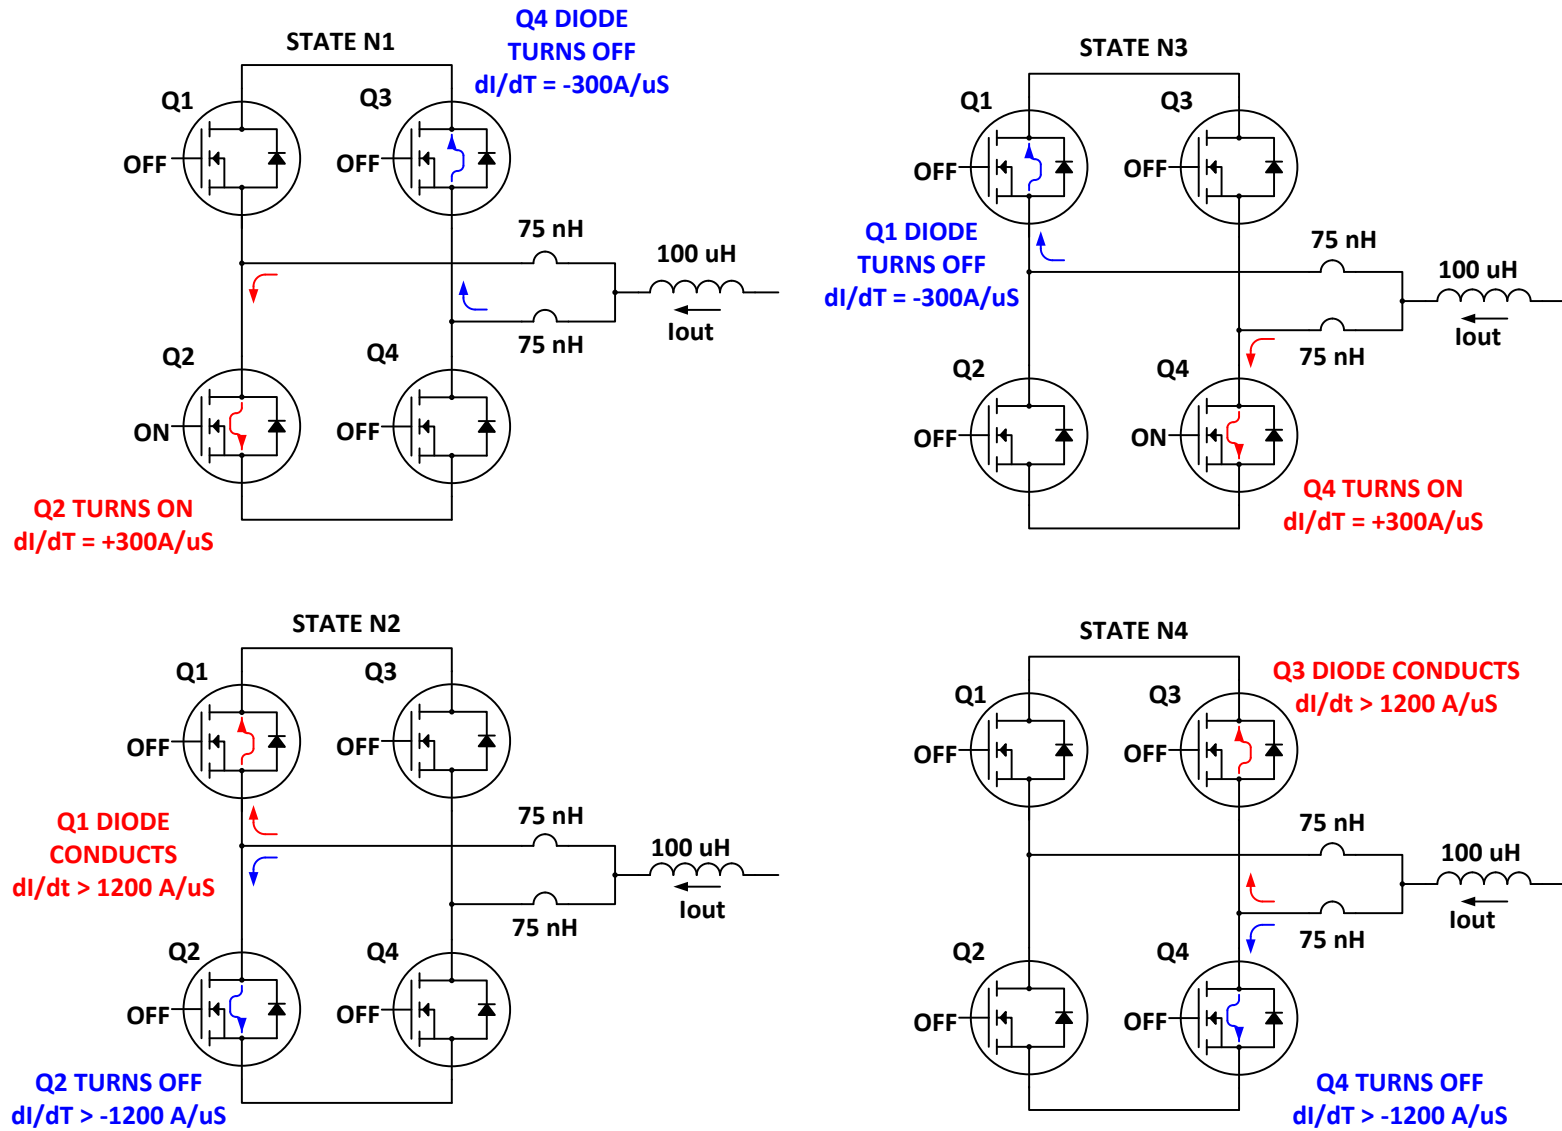 STATE N1
Q4 DIODE
TURNS OFF
dI/dT = -300A/uS
Q1
Q3
OFF
OFF
75 nH
100 uH
75 nH
Iout
Q2
Q4
ON
OFF
Q2 TURNS ON
dI/dT = +300A/uS
STATE N3
Q1
Q3
OFF
OFF
Q1 DIODE
TURNS OFF
dI/dT = -300A/uS
75 nH
100 uH
75 nH
Iout
Q2
Q4
OFF
ON
Q4 TURNS ON
dI/dT = +300A/uS
STATE N2
Q1
Q3
OFF
OFF
Q1 DIODE
CONDUCTS
dI/dt > 1200 A/uS
75 nH
100 uH
75 nH
Iout
Q2
Q4
OFF
OFF
Q2 TURNS OFF
dI/dT > -1200 A/uS
STATE N4
Q3 DIODE CONDUCTS
dI/dt > 1200 A/uS
Q1
Q3
OFF
OFF
75 nH
100 uH
75 nH
Iout
Q2
Q4
OFF
OFF
Q4 TURNS OFF
dI/dT > -1200 A/uS